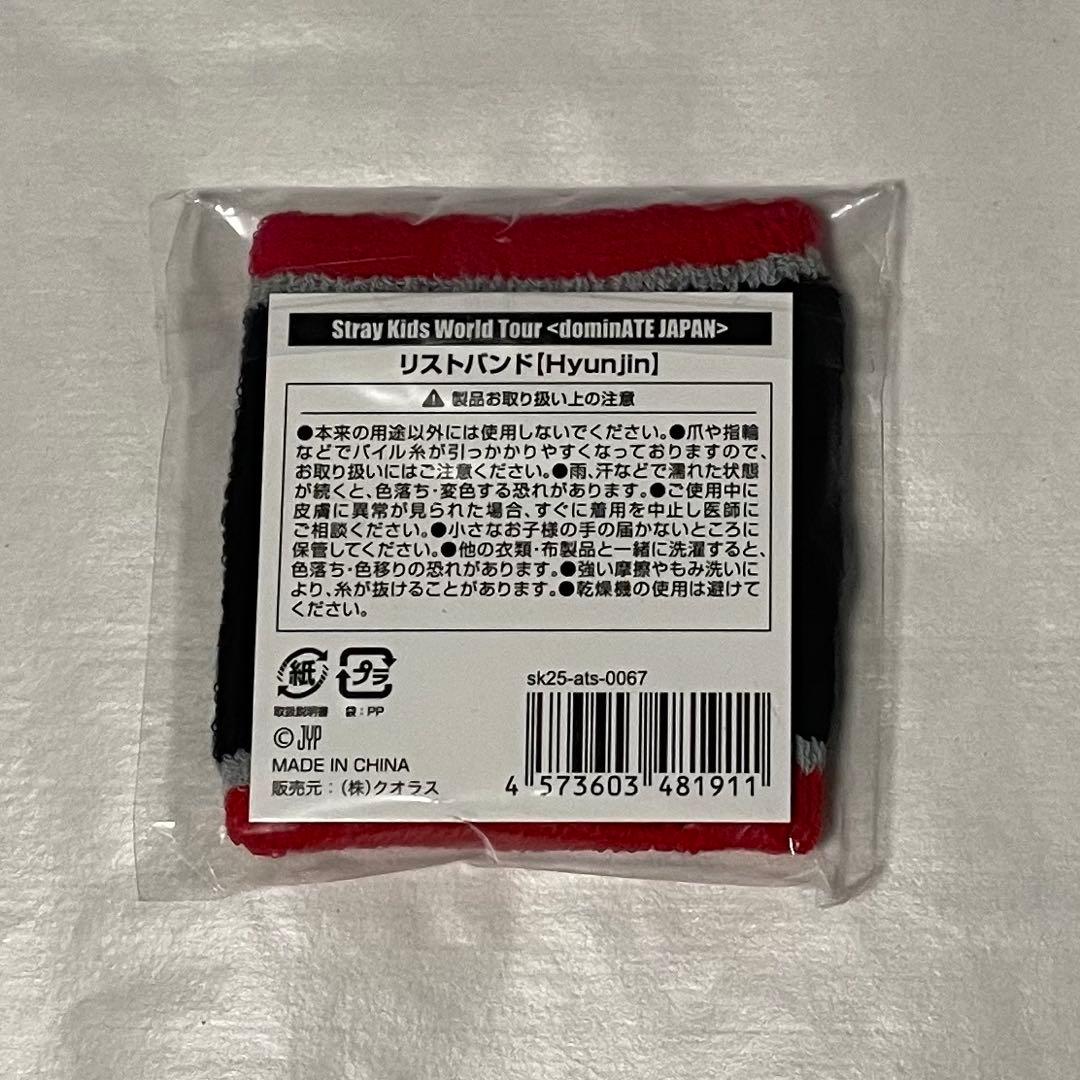 Stray Kids World Tour <dominATE JAPAN>
リストバンド【Hyunjin】
⚠ 製品お取り扱い上の注意
●本来の用途以外には使用しないでください。●爪や指輪
などでパイル糸が引っかかりやすくなっておりますので、
お取り扱いにはご注意ください。●雨、汗などで濡れた状態
が続くと、色落ち・変色する恐れがあります。●ご使用中に
皮膚に異常が見られた場合、すぐに着用を中止し医師に
ご相談ください。●小さなお子様の手の届かないところに
保管してください。●他の衣類・布製品と一緒に洗濯すると、
色落ち・色移りの恐れがあります。●強い摩擦やもみ洗いに
より、糸が抜けることがあります。●乾燥機の使用は避けて
ください。
紙 プラ
取扱説明書 袋:PP
sk25-ats-0067
©JYP
MADE IN CHINA
販売元:(株)クオラス
4 573603 481911